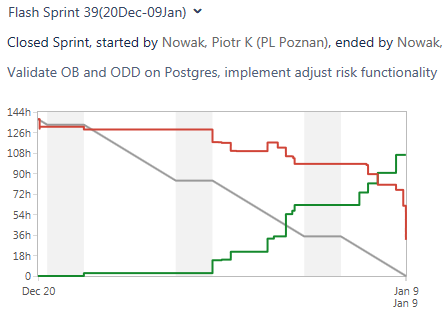 Flash Sprint 39(20Dec-09Jan)
Closed Sprint, started by Nowak, Piotr K (PL Poznan), ended by Nowak,
Validate OB and ODD on Postgres, implement adjust risk functionality
144h
126h
108h
90h
72h
54h
36h
18h
0
Dec 20 Jan 9
Jan 9